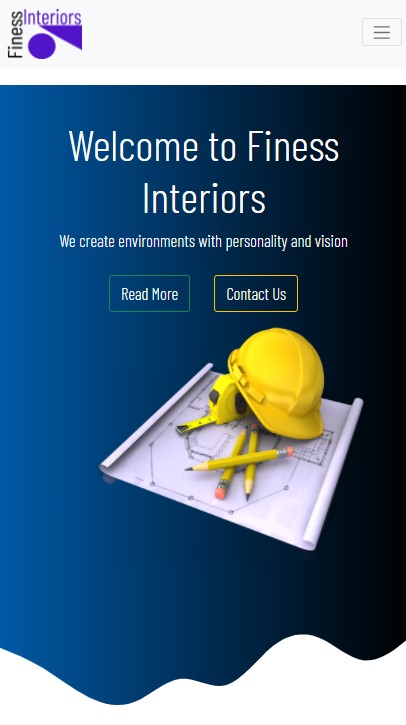 Finess
Interiors
Welcome to Finess
Interiors
We create environments with personality and vision
Read More
Contact Us